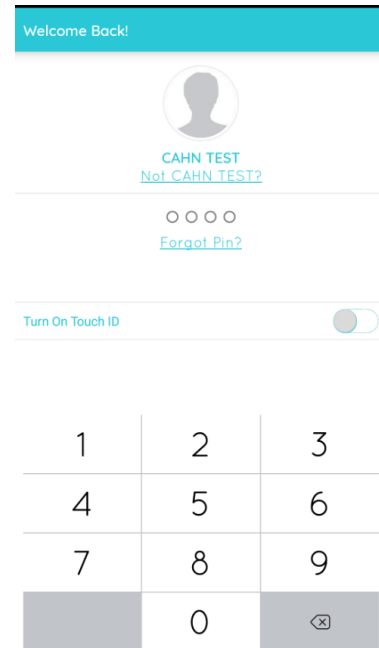 Welcome Back!
CAHN TEST
Not CAHN TEST?
Forgot Pin?
Turn On Touch ID
1 2 3
4 5 6
7 8 9
0